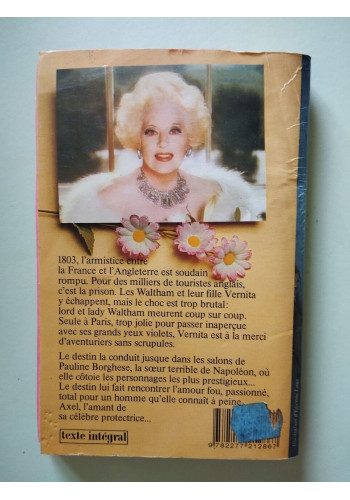 1803, l'armistice entre
la France et l'Angleterre est soudain
rompu. Pour des milliers de touristes anglais,
c'est la prison. Les Waltham et leur fille Vernita
y échappent, mais le choc est trop brutal:
lord et lady Waltham meurent coup sur coup.
Seule à Paris, trop jolie pour passer inaperçue
avec ses grands yeux violets, Vernita est à la merci
d'aventuriers sans scrupules.
Le destin la conduit jusque dans les salons de
Pauline Borghese, la sœur terrible de Napoléon, où
elle côtoie les personnages les plus prestigieux...
Le destin lui fait rencontrer l'amour fou, passionné,
total pour un homme qu'elle connaît à peine...
Axel, l'amant de
sa célèbre protectrice...
texte intégral
9 782277 212867